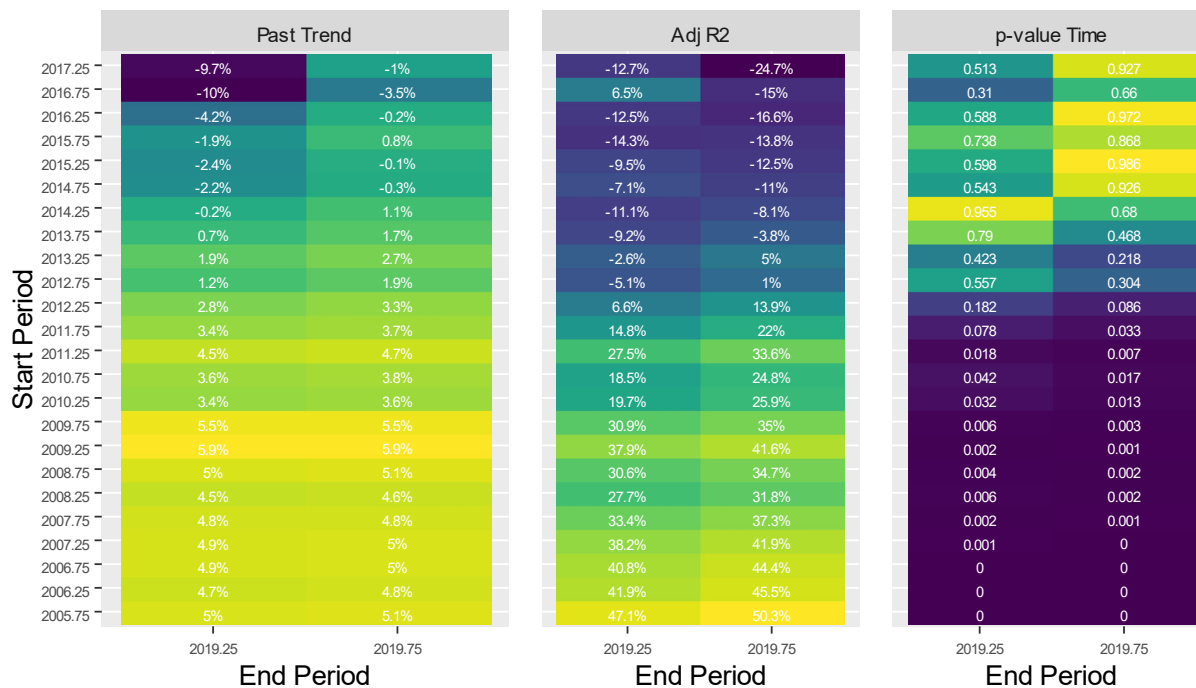 Past Trend Adj R2 p-value Time
2017.25 -9.7% -1% -12.7% -24.7% 0.513 0.927
2016.75 -10% -3.5% 6.5% -15% 0.31 0.66
2016.25 -4.2% -0.2% -12.5% -16.6% 0.588 0.972
2015.75 -1.9% 0.8% -14.3% -13.8% 0.738 0.868
2015.25 -2.4% -0.1% -9.5% -12.5% 0.598 0.986
2014.75 -2.2% -0.3% -7.1% -11% 0.543 0.926
2014.25 -0.2% 1.1% -11.1% -8.1% 0.955 0.68
2013.75 0.7% 1.7% -9.2% -3.8% 0.79 0.468
2013.25 1.9% 2.7% -2.6% 5% 0.423 0.218
2012.75 1.2% 1.9% -5.1% 1% 0.557 0.304
2012.25 2.8% 3.3% 6.6% 13.9% 0.182 0.086
2011.75 3.4% 3.7% 14.8% 22% 0.078 0.033
2011.25 4.5% 4.7% 27.5% 33.6% 0.018 0.007
2010.75 3.6% 3.8% 18.5% 24.8% 0.042 0.017
2010.25 3.4% 3.6% 19.7% 25.9% 0.032 0.013
2009.75 5.5% 5.5% 30.9% 35% 0.006 0.003
2009.25 5.9% 5.9% 37.9% 41.6% 0.002 0.001
2008.75 5% 5.1% 30.6% 34.7% 0.004 0.002
2008.25 4.5% 4.6% 27.7% 31.8% 0.006 0.002
2007.75 4.8% 4.8% 33.4% 37.3% 0.002 0.001
2007.25 4.9% 5% 38.2% 41.9% 0.001 0
2006.75 4.9% 5% 40.8% 44.4% 0 0
2006.25 4.7% 4.8% 41.9% 45.5% 0 0
2005.75 5% 5.1% 47.1% 50.3% 0 0
Start Period
2019.25 2019.75 2019.25 2019.75 2019.25 2019.75
End Period End Period End Period